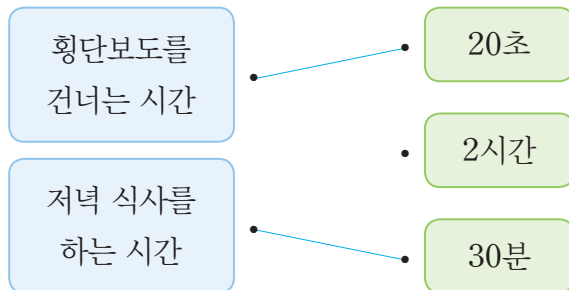 횡단보도를
건너는 시간
저녁 식사를
하는 시간
20초
2시간
30분